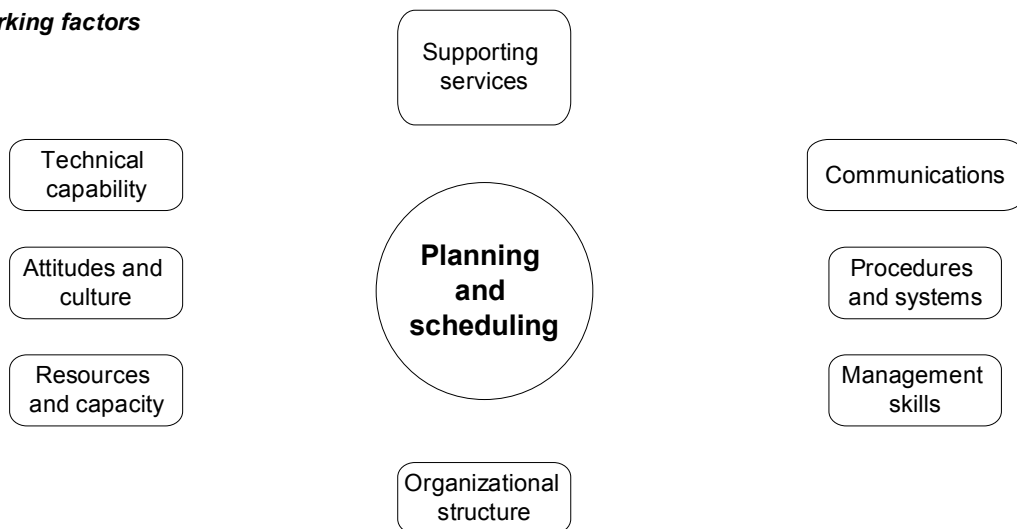 rking factors
Supporting
services
Technical
capability
Communications
Attitudes and
culture
Planning
and
scheduling
Procedures
and systems
Resources
and capacity
Management
skills
Organizational
structure